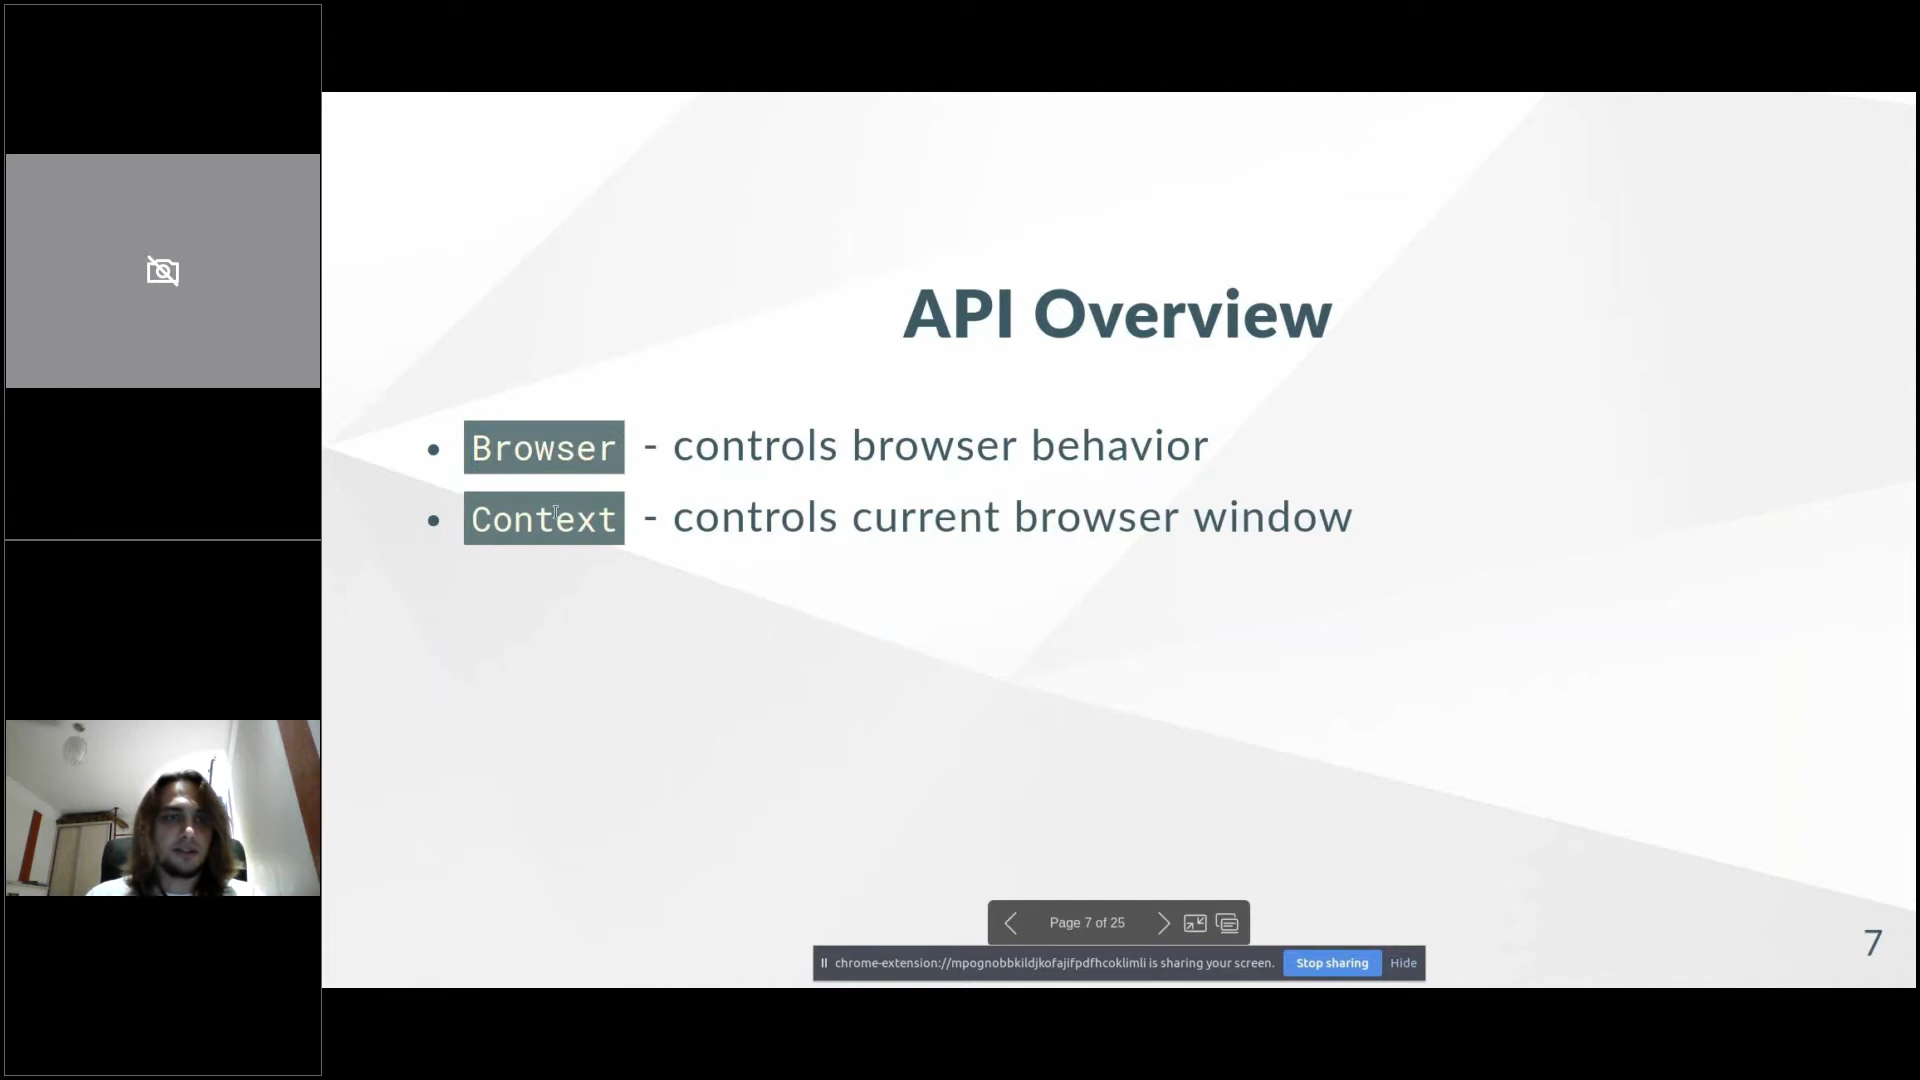 API Overview
• Browser - controls browser behavior
• Context - controls current browser window
Page 7 of 25
chrome-extension://mpognobbkildjkofajifpdfhcoklimli is sharing your screen. Stop sharing Hide
7